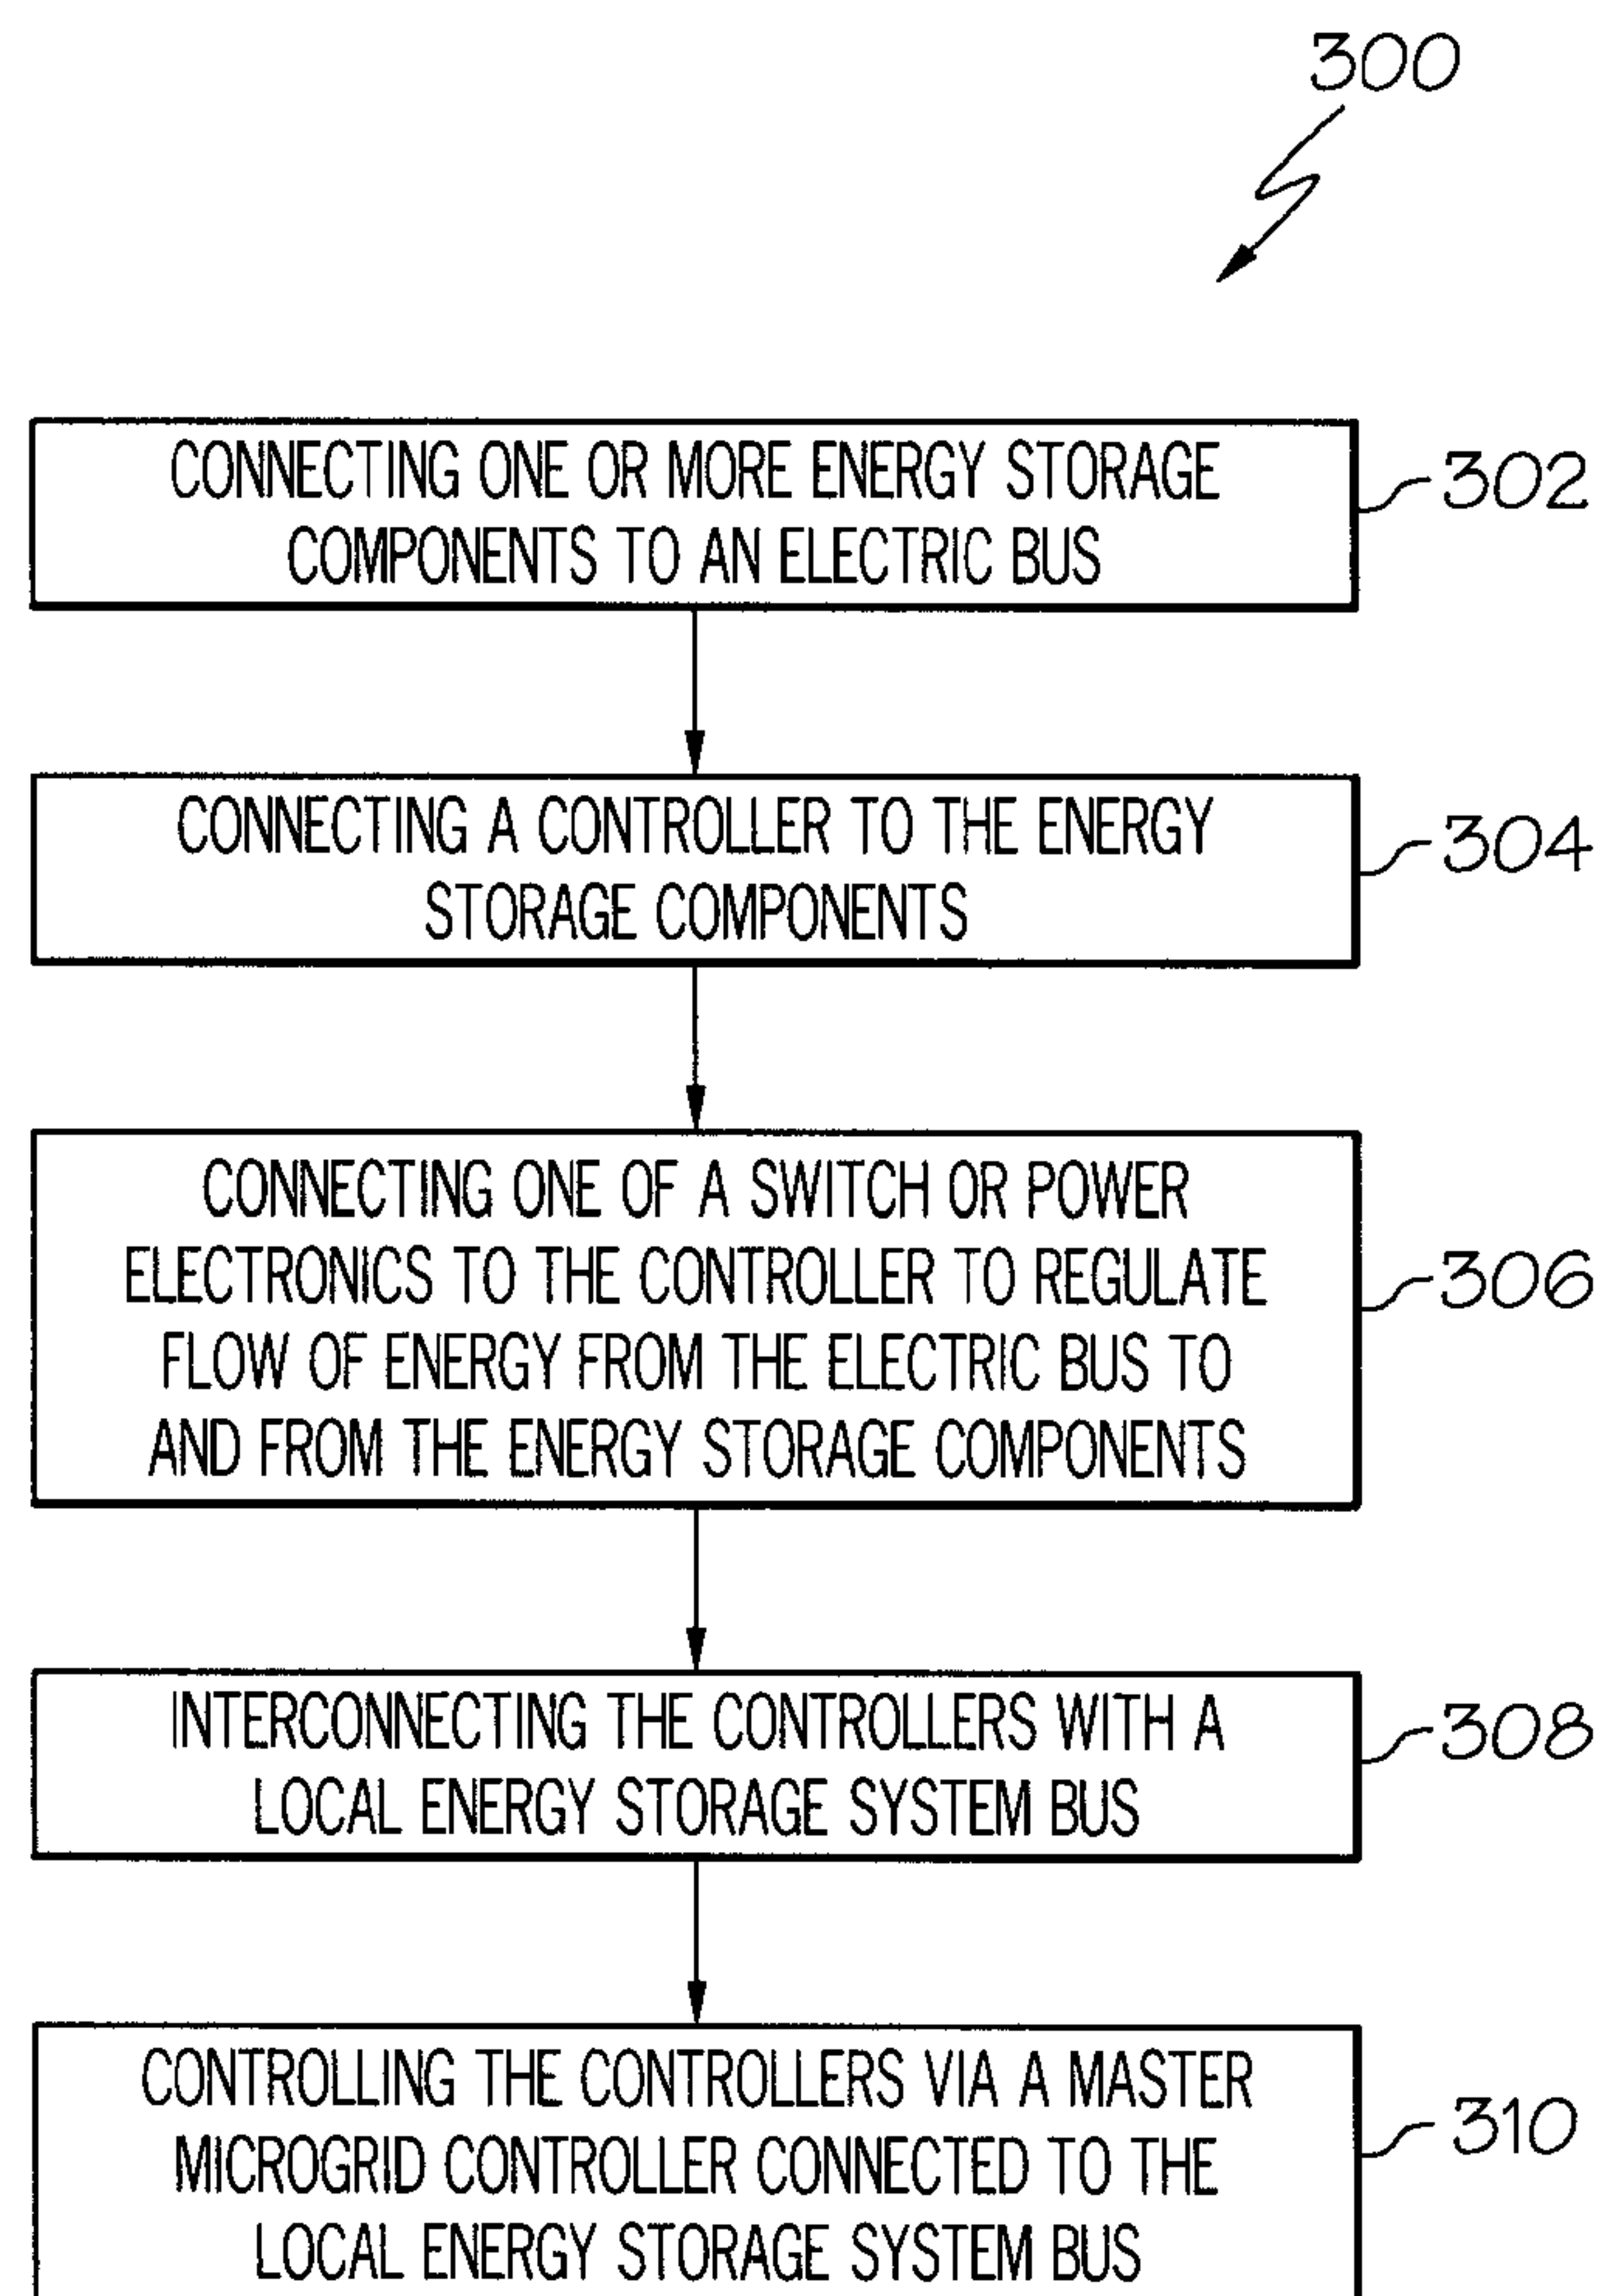 300
CONNECTING ONE OR MORE ENERGY STORAGE
COMPONENTS TO AN ELECTRIC BUS
302
CONNECTING A CONTROLLER TO THE ENERGY
STORAGE COMPONENTS
304
CONNECTING ONE OF A SWITCH OR POWER
ELECTRONICS TO THE CONTROLLER TO REGULATE
FLOW OF ENERGY FROM THE ELECTRIC BUS TO
AND FROM THE ENERGY STORAGE COMPONENTS
306
INTERCONNECTING THE CONTROLLERS WITH A
LOCAL ENERGY STORAGE SYSTEM BUS
308
CONTROLLING THE CONTROLLERS VIA A MASTER
MICROGRID CONTROLLER CONNECTED TO THE
LOCAL ENERGY STORAGE SYSTEM BUS
310